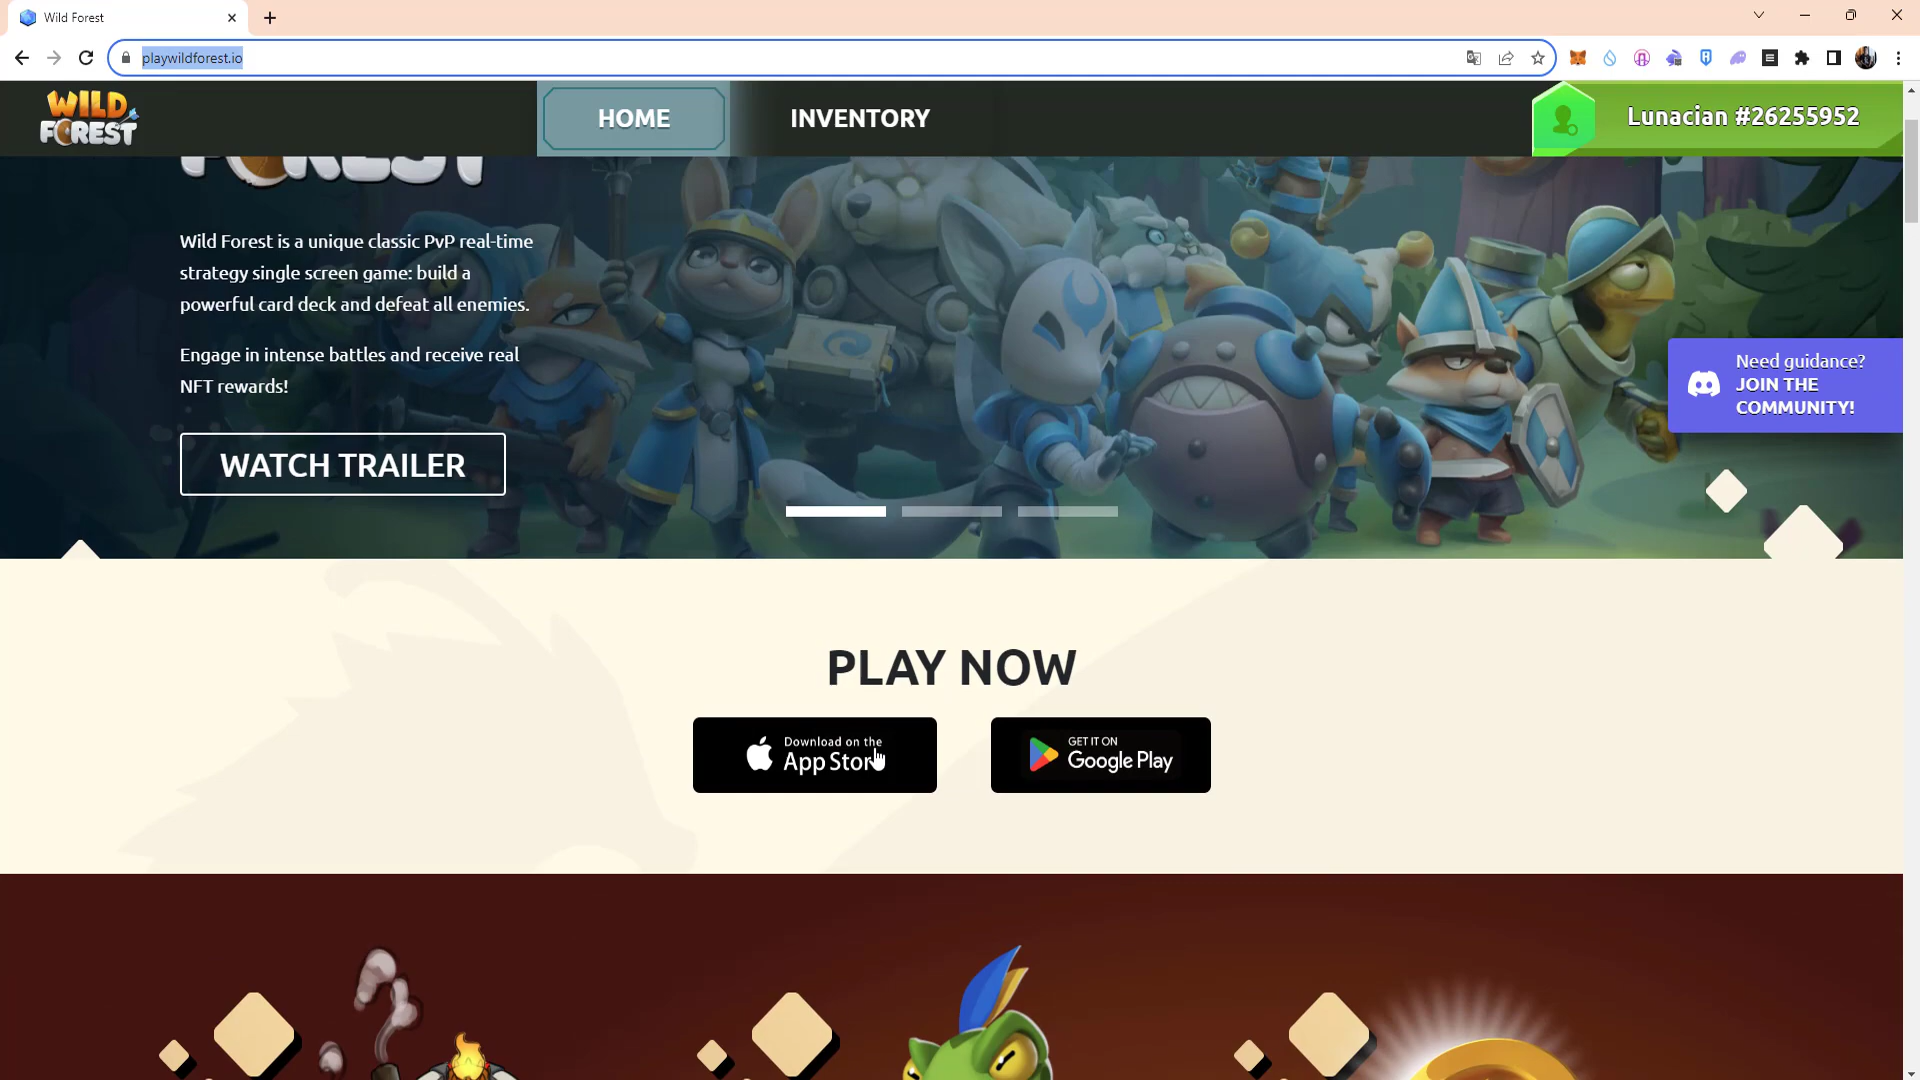 Wild Forest
playwildforest.io
WILD
FOREST
HOME
INVENTORY
Lunacian #26255952
FOREST
Wild Forest is a unique classic PvP real-time
strategy single screen game: build a
powerful card deck and defeat all enemies.
Engage in intense battles and receive real
NFT rewards!
WATCH TRAILER
Need guidance?
JOIN THE
COMMUNITY!
PLAY NOW
Download on the
App Store
GET IT ON
Google Play